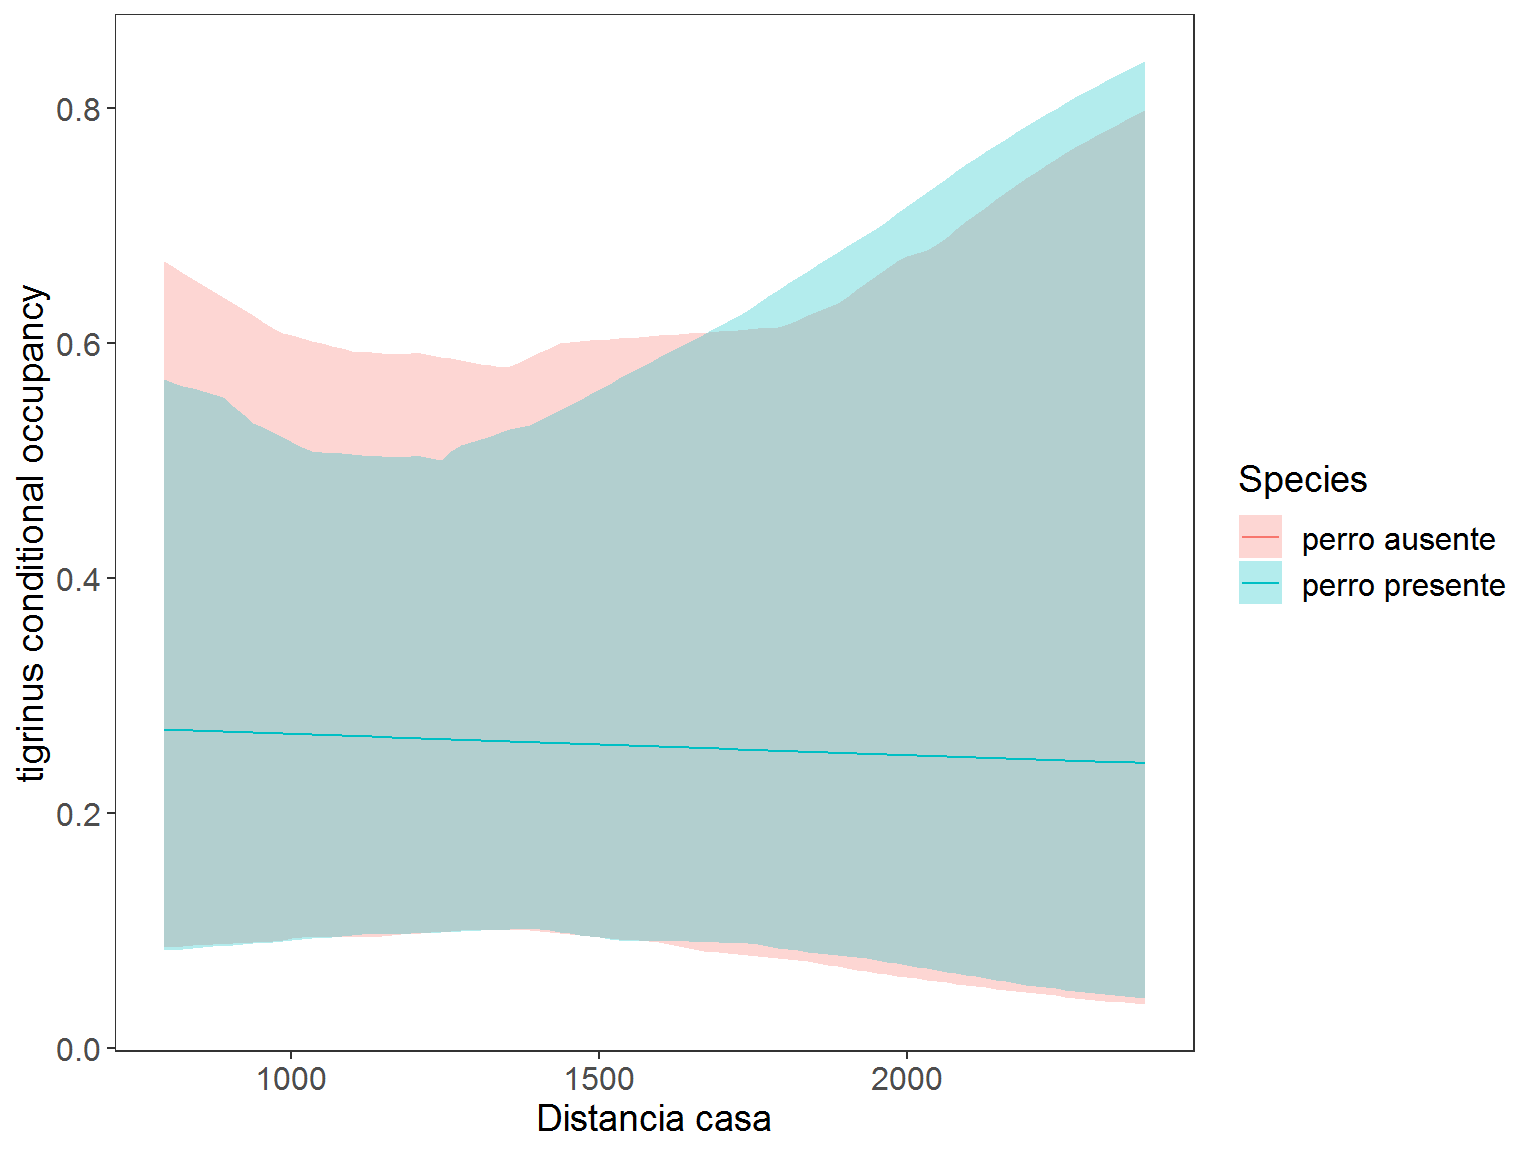 tigrinus conditional occupancy
0.8
0.6
0.4
0.2
0.0
1000 1500 2000
Distancia casa
Species
perro ausente
perro presente